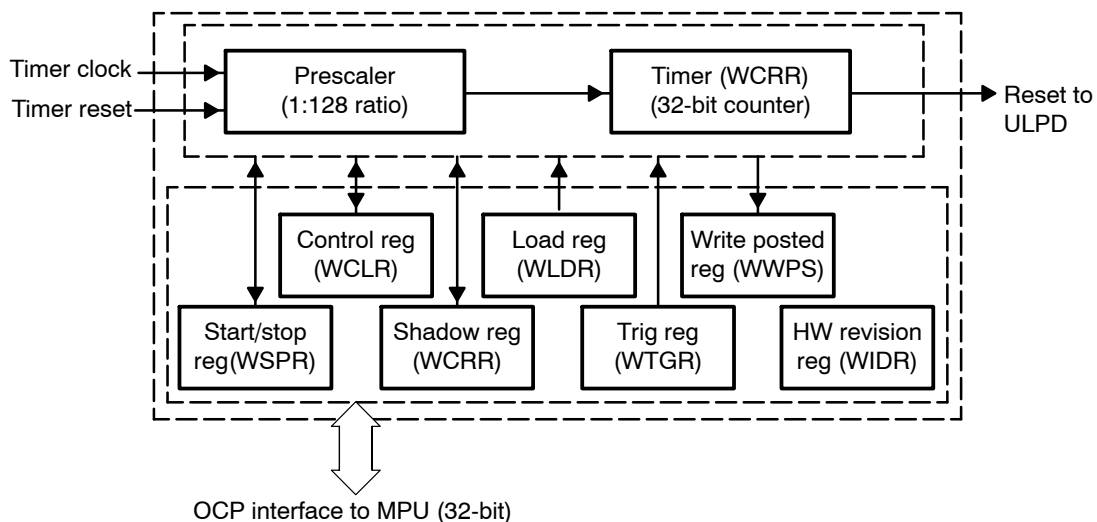 Timer clock
Timer reset
Prescaler
(1:128 ratio)
Timer (WCRR)
(32-bit counter)
Reset to
ULPD
Control reg
(WCLR)
Load reg
(WLDR)
Write posted
reg (WWPS)
Start/stop
reg(WSPR)
Shadow reg
(WCRR)
Trig reg
(WTGR)
HW revision
reg (WIDR)
OCP interface to MPU (32-bit)